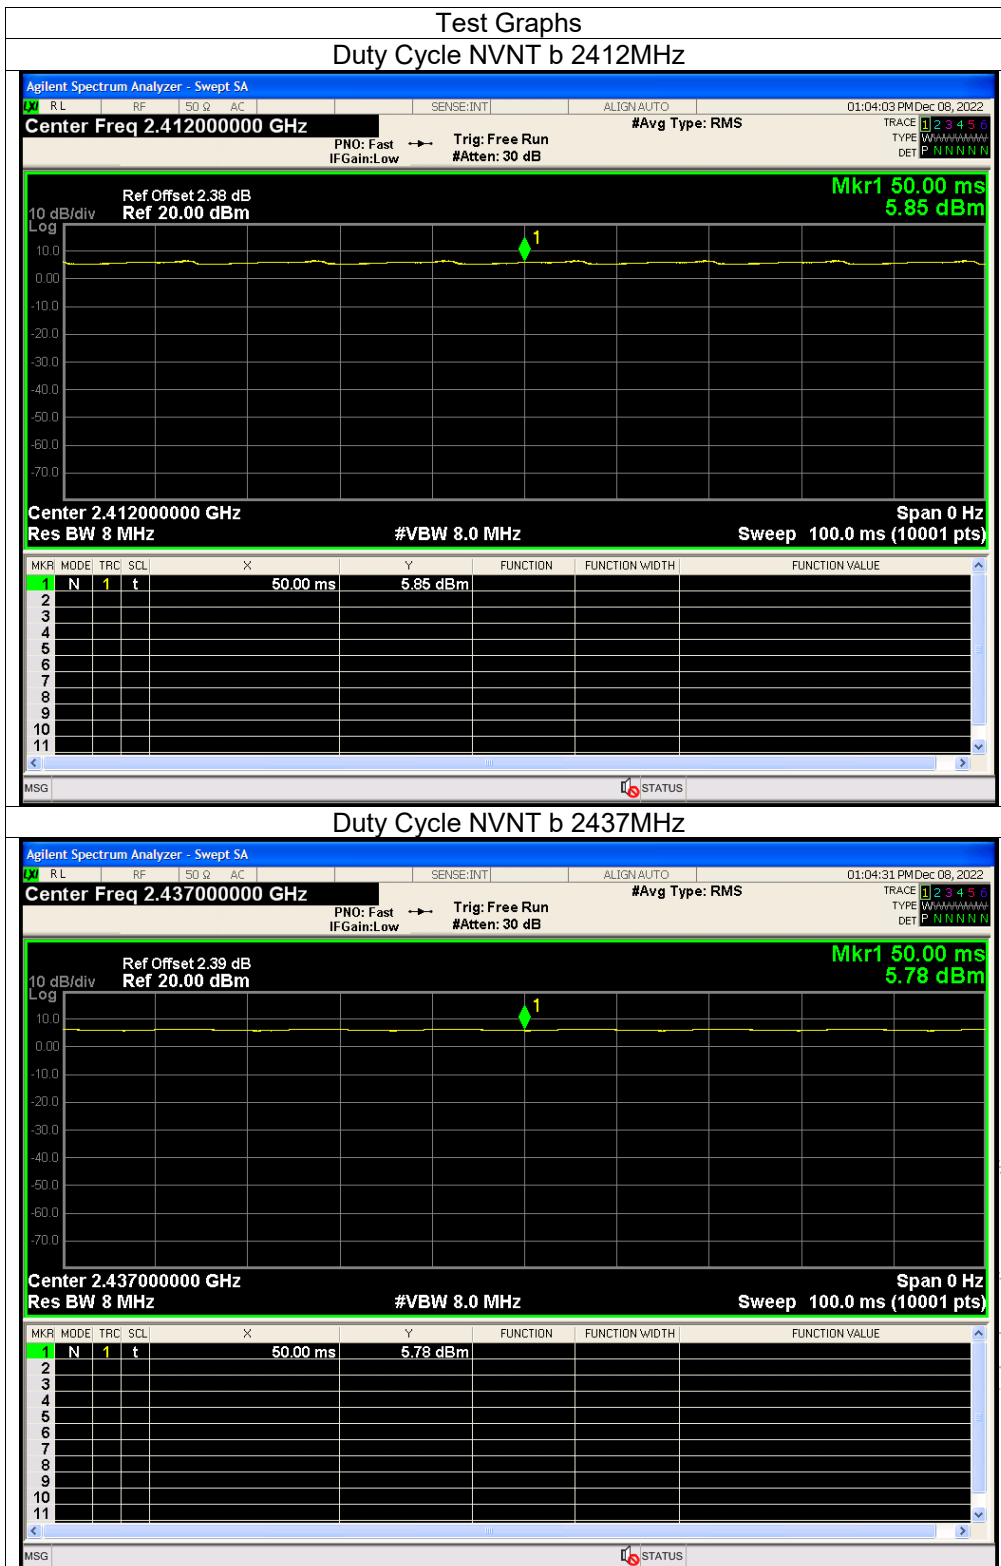 Test Graphs
Duty Cycle NVNT b 2412MHz
Agilent Spectrum Analyzer - Swept SA
LXI RL RF 50 Ω AC SENSE:INT ALIGN AUTO 01:04:03 PM Dec 08, 2022
Center Freq 2.412000000 GHz #Avg Type: RMS TRACE 1 2 3 4 5 6
PNO: Fast Trig: Free Run TYPE WWWWWW
IFGain:Low #Atten: 30 dB DET P N N N N N
Mkr1 50.00 ms
Ref Offset 2.38 dB
10 dB/div Ref 20.00 dBm 5.85 dBm
Log
1
10.0
0.00
-10.0
-20.0
-30.0
-40.0
-50.0
-60.0
-70.0
Center 2.412000000 GHz Span 0 Hz
Res BW 8 MHz #VBW 8.0 MHz Sweep 100.0 ms (10001 pts)
MKR MODE TRC SCL X Y FUNCTION FUNCTION WIDTH FUNCTION VALUE
1 N 1 t 50.00 ms 5.85 dBm
2
3
4
5
6
7
8
9
10
11
MSG STATUS
Duty Cycle NVNT b 2437MHz
Agilent Spectrum Analyzer - Swept SA
LXI RL RF 50 Ω AC SENSE:INT ALIGN AUTO 01:04:31 PM Dec 08, 2022
Center Freq 2.437000000 GHz #Avg Type: RMS TRACE 1 2 3 4 5 6
PNO: Fast Trig: Free Run TYPE WWWWWW
IFGain:Low #Atten: 30 dB DET P N N N N N
Mkr1 50.00 ms
Ref Offset 2.39 dB
10 dB/div Ref 20.00 dBm 5.78 dBm
Log
1
10.0
0.00
-10.0
-20.0
-30.0
-40.0
-50.0
-60.0
-70.0
Center 2.437000000 GHz Span 0 Hz
Res BW 8 MHz #VBW 8.0 MHz Sweep 100.0 ms (10001 pts)
MKR MODE TRC SCL X Y FUNCTION FUNCTION WIDTH FUNCTION VALUE
1 N 1 t 50.00 ms 5.78 dBm
2
3
4
5
6
7
8
9
10
11
MSG STATUS